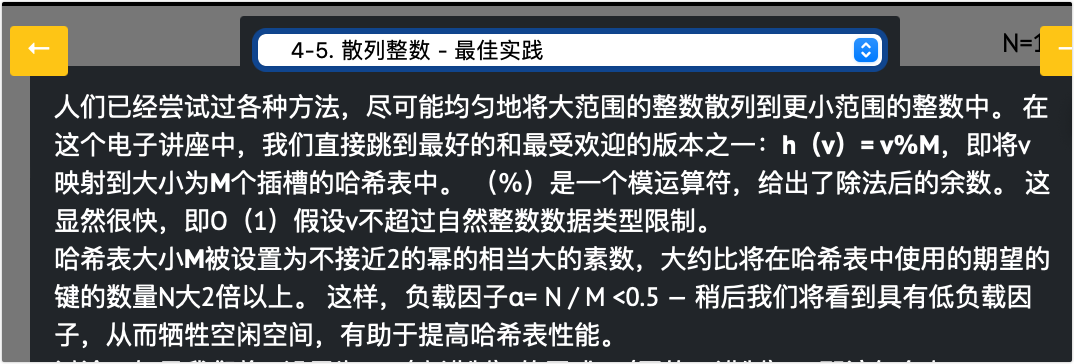 ←
4-5. 散列整数 - 最佳实践
N=1
人们已经尝试过各种方法，尽可能均匀地将大范围的整数散列到更小范围的整数中。 在
这个电子讲座中，我们直接跳到最好的和最受欢迎的版本之一：h（v）= v%M，即将v
映射到大小为M个插槽的哈希表中。 （%）是一个模运算符，给出了除法后的余数。 这
显然很快，即O（1）假设v不超过自然整数数据类型限制。
哈希表大小M被设置为不接近2的幂的相当大的素数，大约比将在哈希表中使用的期望的
键的数量N大2倍以上。 这样，负载因子α= N / M <0.5 — 稍后我们将看到具有低负载因
子，从而牺牲空闲空间，有助于提高哈希表性能。